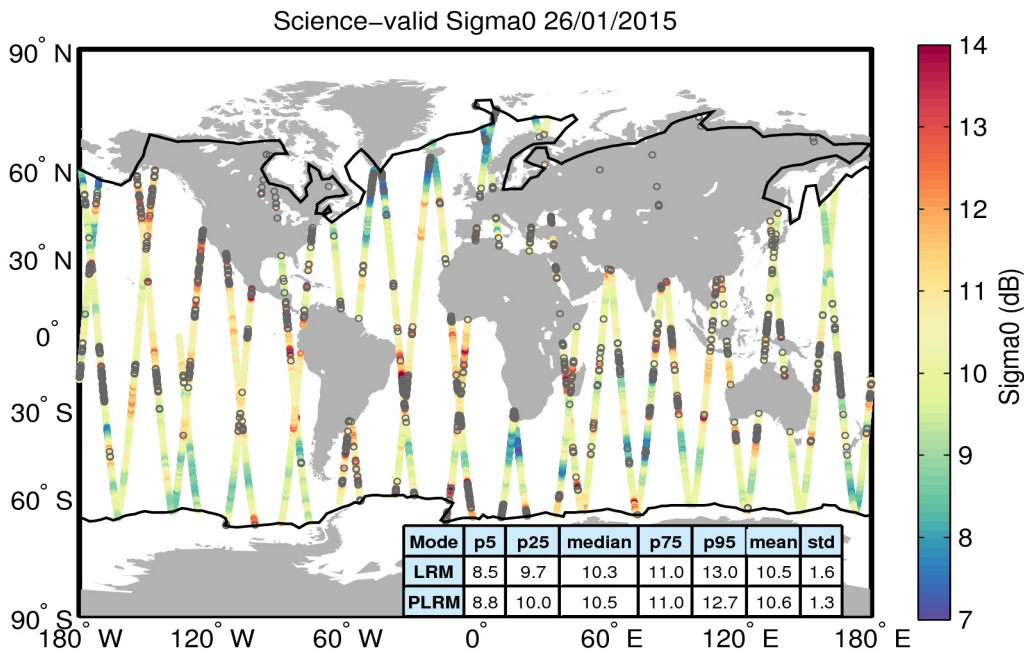 Science−valid Sigma0 26/01/2015
90° N
60° N
30° N
0°
30° S
60° S
90° S
180° W
120° W
60° W
0°
60° E
120° E
180° E
14
13
12
11
10
9
8
7
Sigma0 (dB)
Mode p5 p25 median p75 p95 mean std
LRM 8.5 9.7 10.3 11.0 13.0 10.5 1.6
PLRM 8.8 10.0 10.5 11.0 12.7 10.6 1.3